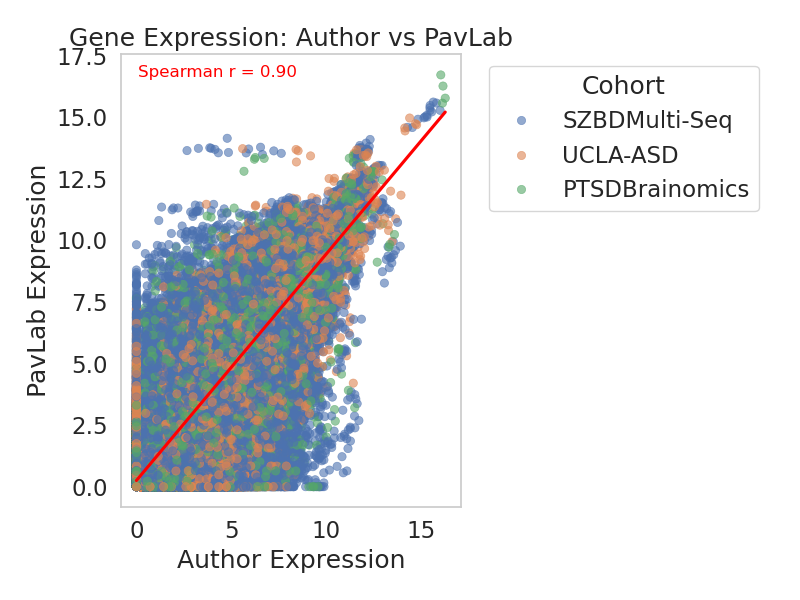 Gene Expression: Author vs PavLab
Spearman r = 0.90
17.5
15.0
12.5
10.0
7.5
5.0
2.5
0.0
PavLab Expression
0 5 10 15
Author Expression
Cohort
SZBDMulti-Seq
UCLA-ASD
PTSDBrainomics